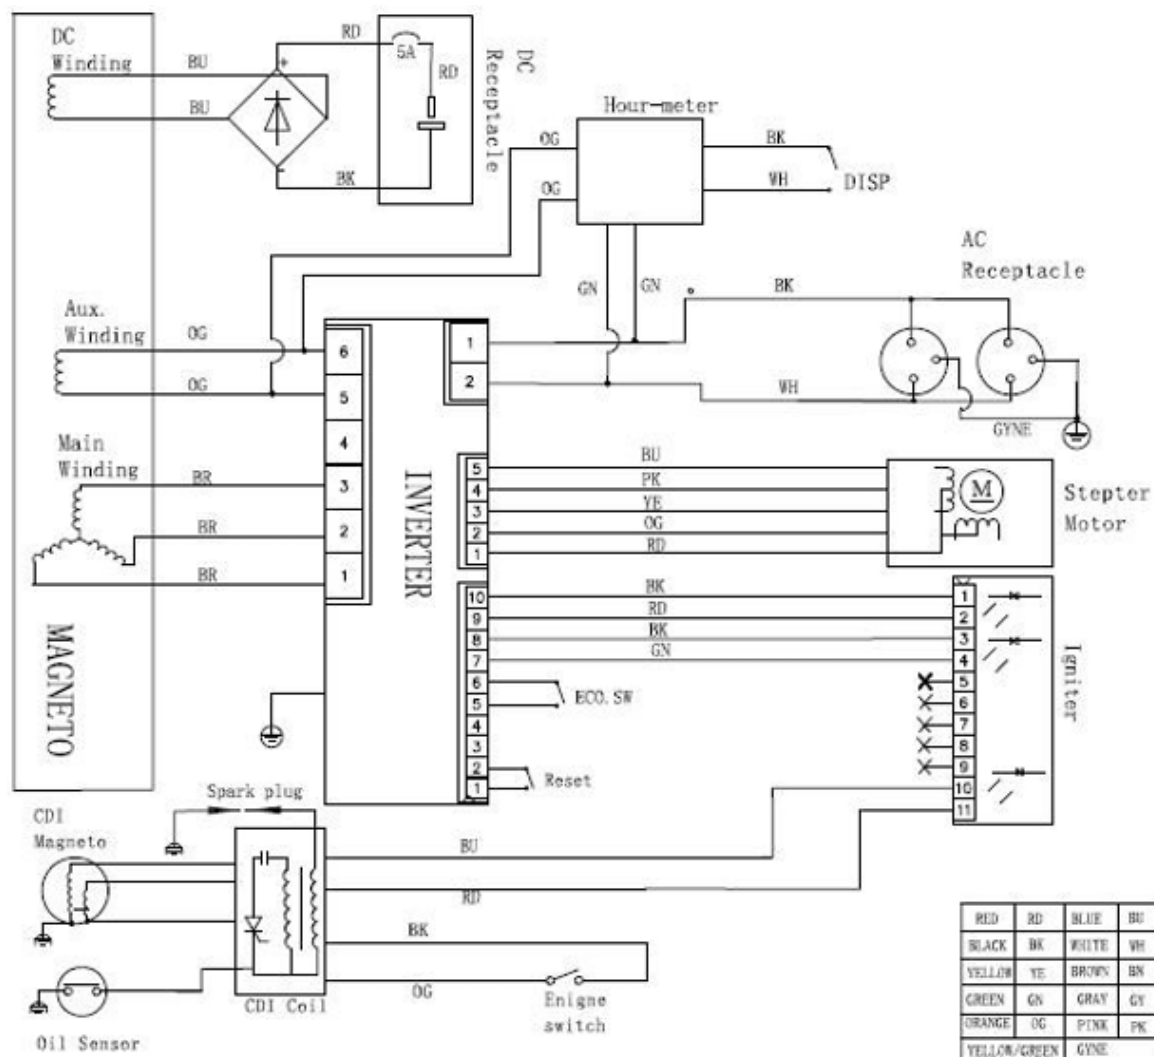 DC
Winding
BU
BU
+
-
RD
BK
5A
RD
DC
Receptacle
Hour-meter
OG
OG
BK
WH
DISP
GN
GN
AC
Receptacle
BK
WH
GYNE
Aux.
Winding
OG
OG
Main
Winding
BR
BR
BR
MAGNETO
6
5
4
3
2
1
INVERTER
1
2
5
4
3
2
1
BU
PK
YE
OG
RD
M
Stepter
Motor
10
9
8
7
6
5
4
3
2
1
BK
RD
BK
GN
ECO.SW
Reset
1
2
3
4
5
6
7
8
9
10
11
Igniter
Spark plug
CDI
Magneto
BU
RD
BK
OG
CDI Coil
Enigne
switch
Oil Sensor
RED RD BLUE BU
BLACK BK WHITE WH
YELLOW YE BROWN BN
GREEN GN GRAY GY
ORANGE OG PINK PK
YELLOW/GREEN GYNE